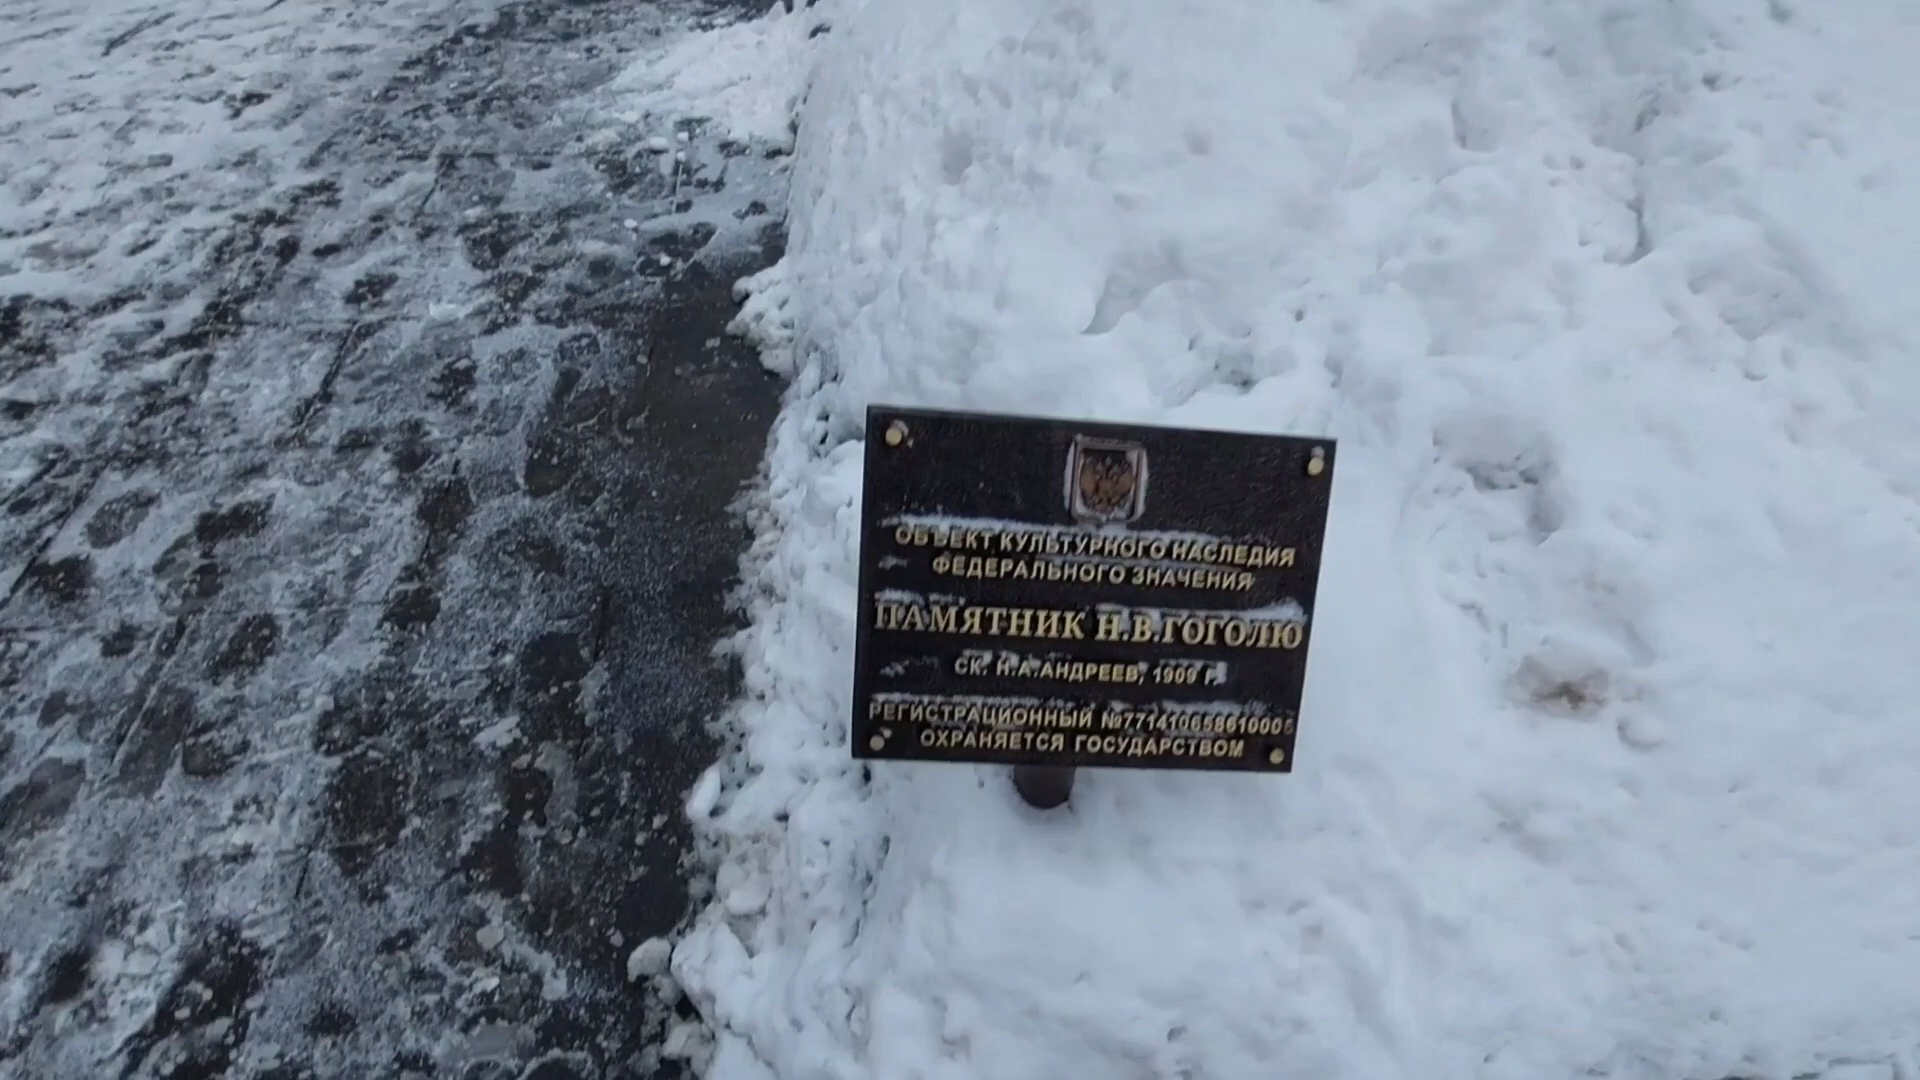 ОБЪЕКТ КУЛЬТУРНОГО НАСЛЕДИЯ
ФЕДЕРАЛЬНОГО ЗНАЧЕНИЯ
ПАМЯТНИК Н.В.ГОГОЛЮ
СК. Н.А.АНДРЕЕВ, 1909 Г.
РЕГИСТРАЦИОННЫЙ №771410658610006
ОХРАНЯЕТСЯ ГОСУДАРСТВОМ